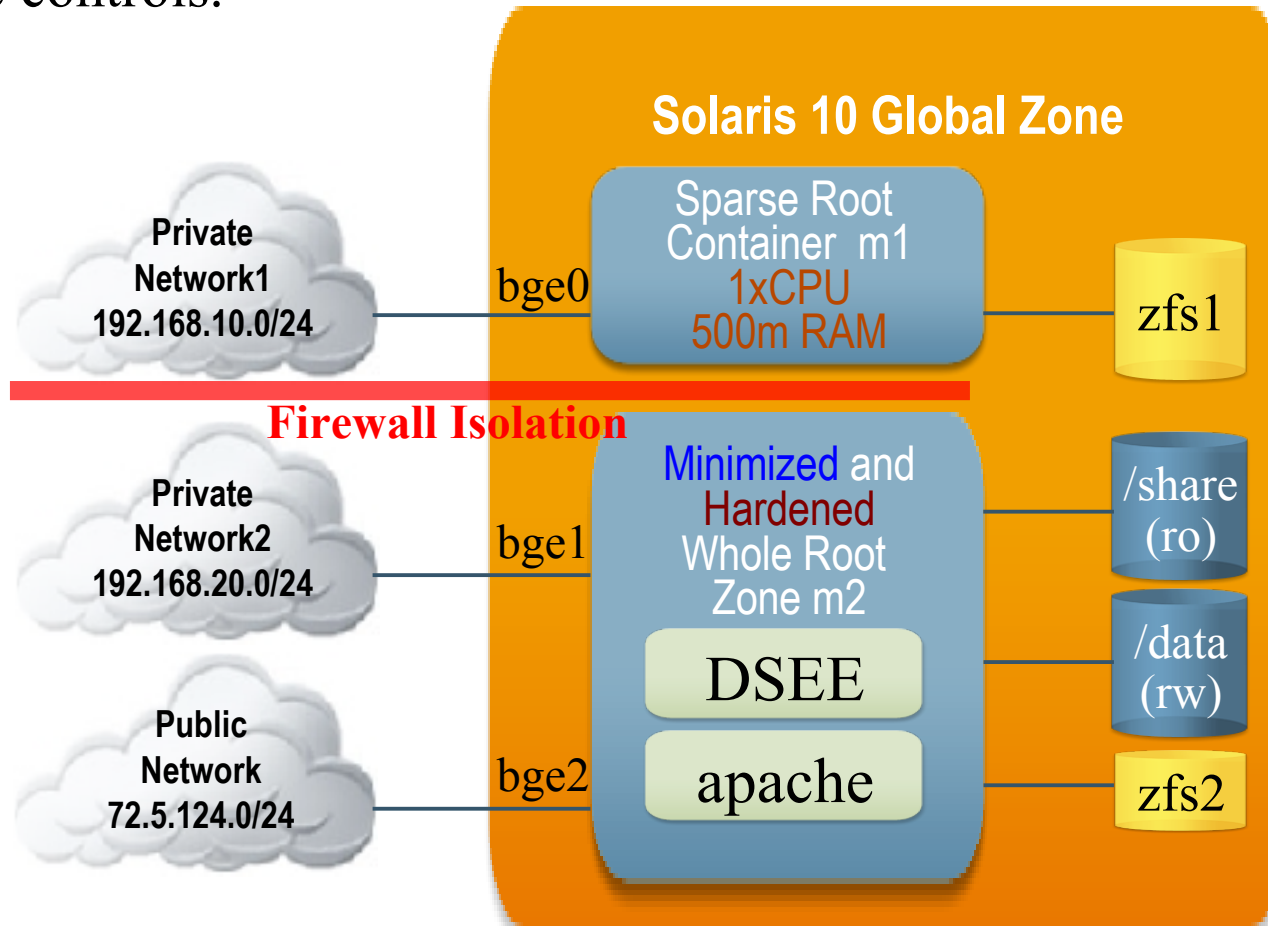 controls.
Solaris 10 Global Zone
Private
Network1
192.168.10.0/24
bge0
Sparse Root
Container m1
1xCPU
500m RAM
zfs1
Firewall Isolation
Private
Network2
192.168.20.0/24
bge1
Minimized and
Hardened
Whole Root
Zone m2
DSEE
apache
/share
(ro)
/data
(rw)
Public
Network
72.5.124.0/24
bge2
zfs2